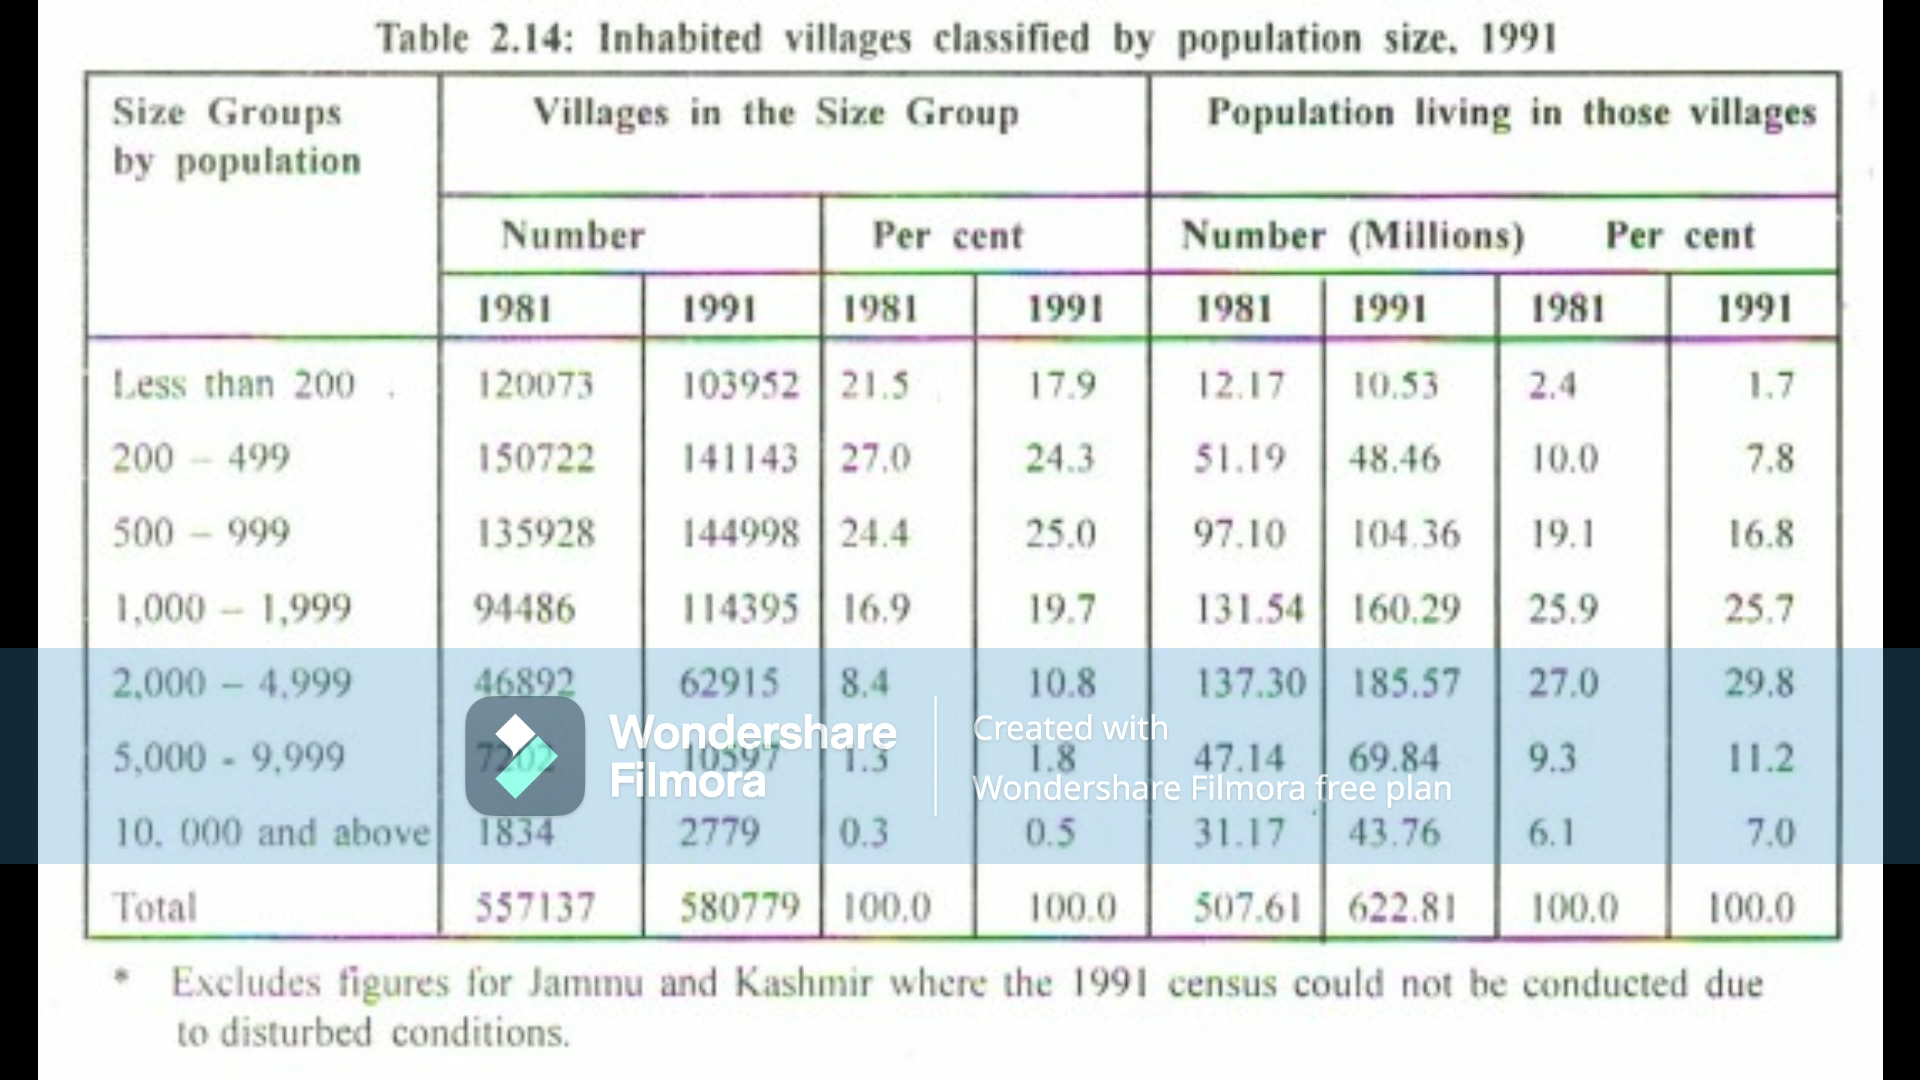 Table 2.14: Inhabited villages classified by population size. 1991
Size Groups by population Villages in the Size Group Population living in those villages
Number Per cent Number (Millions) Per cent
1981 1991 1981 1991 1981 1991 1981 1991
Less than 200 120073 103952 21.5 17.9 12.17 10.53 2.4 1.7
200 – 499 150722 141143 27.0 24.3 51.19 48.46 10.0 7.8
500 – 999 135928 144998 24.4 25.0 97.10 104.36 19.1 16.8
1,000 – 1,999 94486 114395 16.9 19.7 131.54 160.29 25.9 25.7
2,000 – 4,999 46892 62915 8.4 10.8 137.30 185.57 27.0 29.8
5,000 - 9,999 7202 10597 1.3 1.8 47.14 69.84 9.3 11.2
10. 000 and above 1834 2779 0.3 0.5 31.17 43.76 6.1 7.0
Total 557137 580779 100.0 100.0 507.61 622.81 100.0 100.0
* Excludes figures for Jammu and Kashmir where the 1991 census could not be conducted due
to disturbed conditions.
Wondershare
Filmora
Created with
Wondershare Filmora free plan